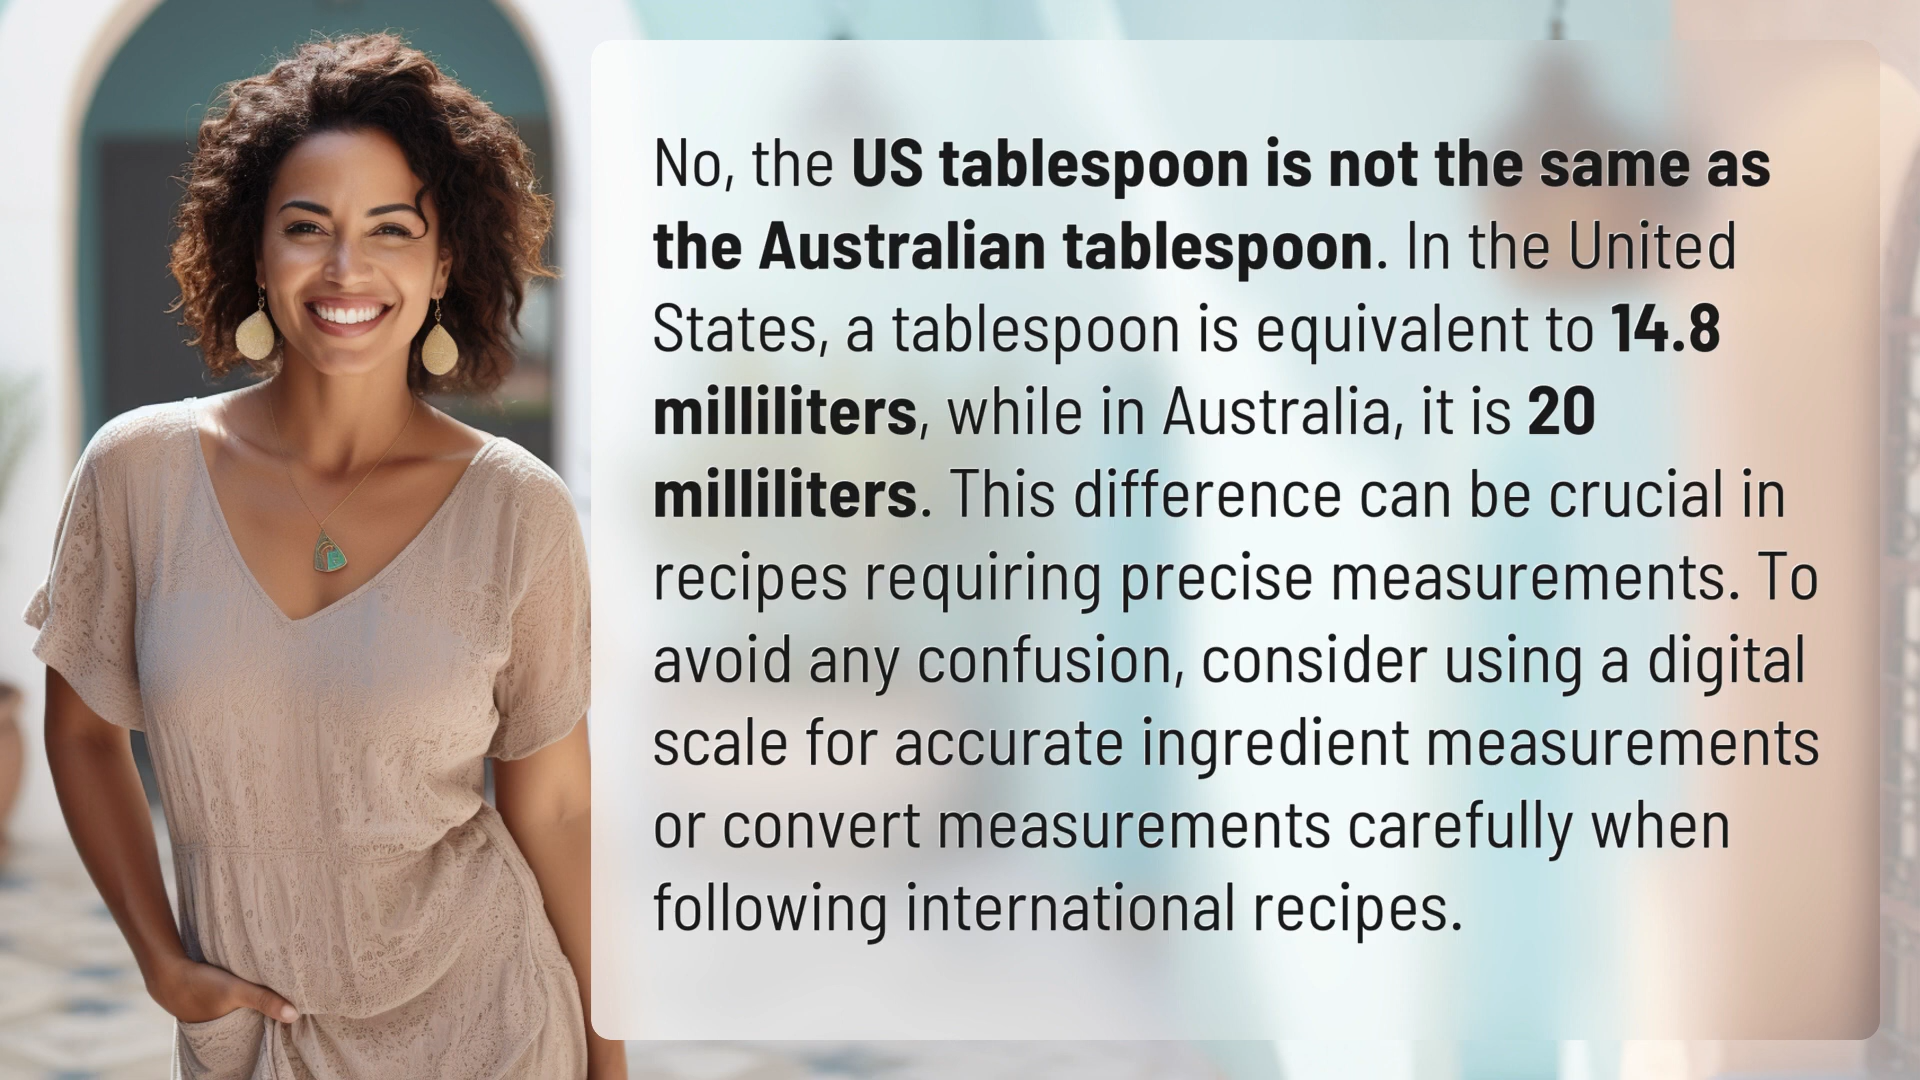 No, the US tablespoon is not the same as
the Australian tablespoon. In the United
States, a tablespoon is equivalent to 14.8
milliliters, while in Australia, it is 20
milliliters. This difference can be crucial in
recipes requiring precise measurements. To
avoid any confusion, consider using a digital
scale for accurate ingredient measurements
or convert measurements carefully when
following international recipes.